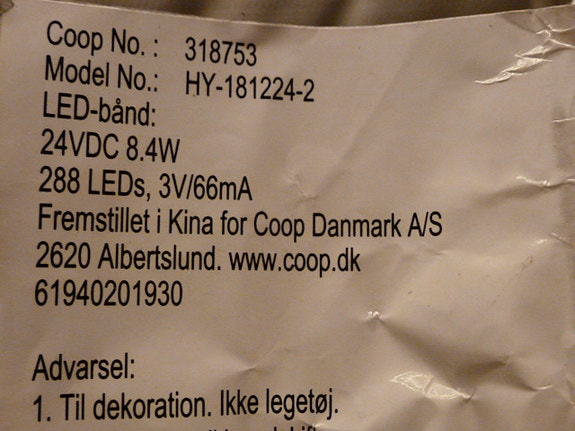 Coop No. : 318753
Model No.: HY-181224-2
LED-bånd:
24VDC 8.4W
288 LEDs, 3V/66mA
Fremstillet i Kina for Coop Danmark A/S
2620 Albertslund. www.coop.dk
61940201930
Advarsel:
1. Til dekoration. Ikke legetøj.